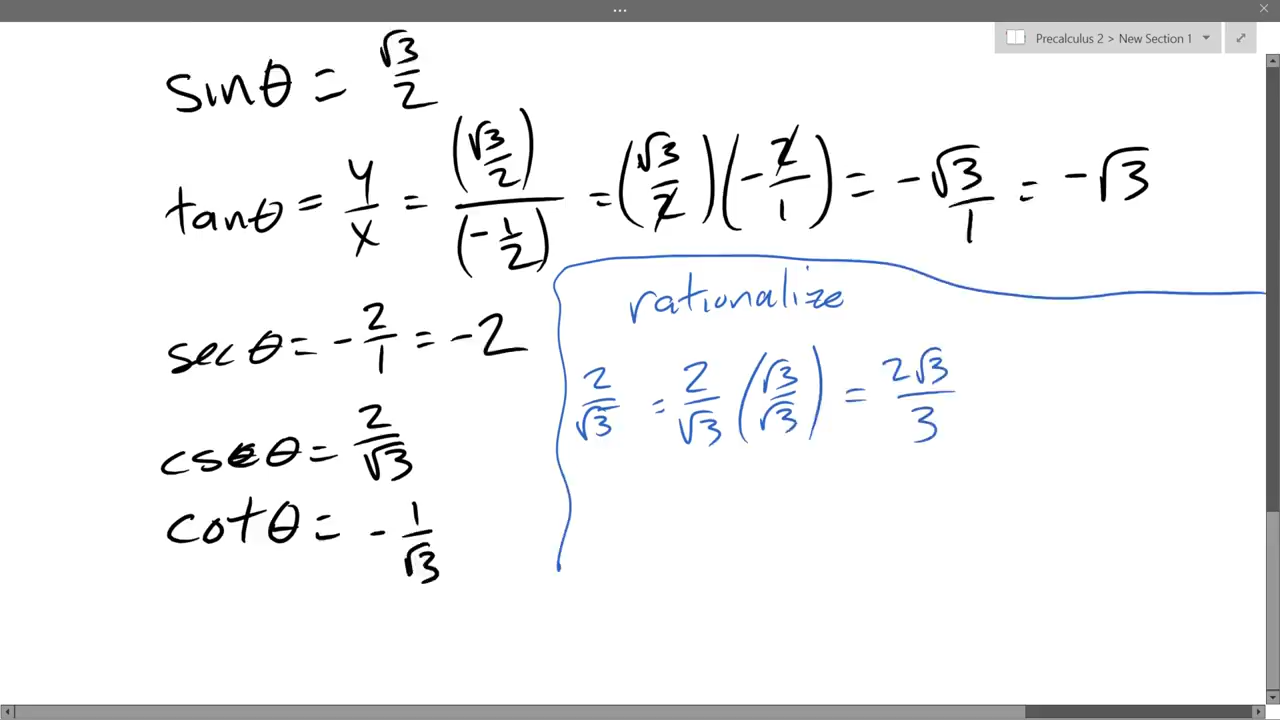 Precalculus 2 > New Section 1
sinθ = √3/2
tanθ = y/x = (√3/2)/(-1/2) = (√3/2)(-2/1) = -√3/1 = -√3
rationalize
secθ = -2/1 = -2
2/√3 = 2/√3 (√3/√3) = 2√3/3
cscθ = 2/√3
cotθ = -1/√3